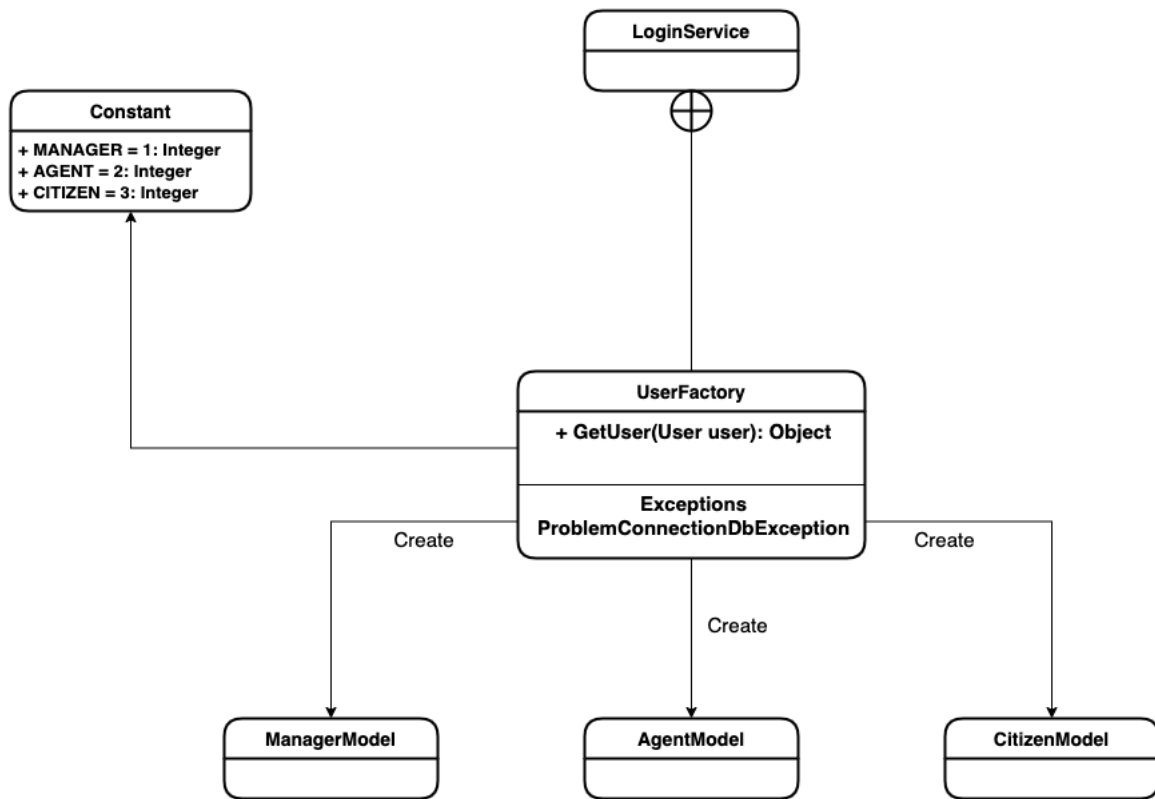 LoginService
Constant
+ MANAGER = 1: Integer
+ AGENT = 2: Integer
+ CITIZEN = 3: Integer
UserFactory
+ GetUser(User user): Object
Exceptions
ProblemConnectionDbException
Create
Create
Create
ManagerModel
AgentModel
CitizenModel